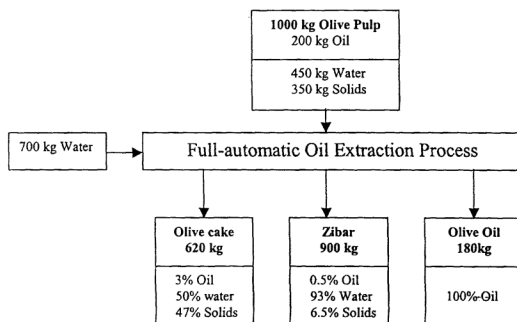 1000 kg Olive Pulp
200 kg Oil
450 kg Water
350 kg Solids
700 kg Water
Full-automatic Oil Extraction Process
Olive cake
620 kg
3% Oil
50% water
47% Solids
Zibar
900 kg
0.5% Oil
93% Water
6.5% Solids
Olive Oil
180kg
100% Oil